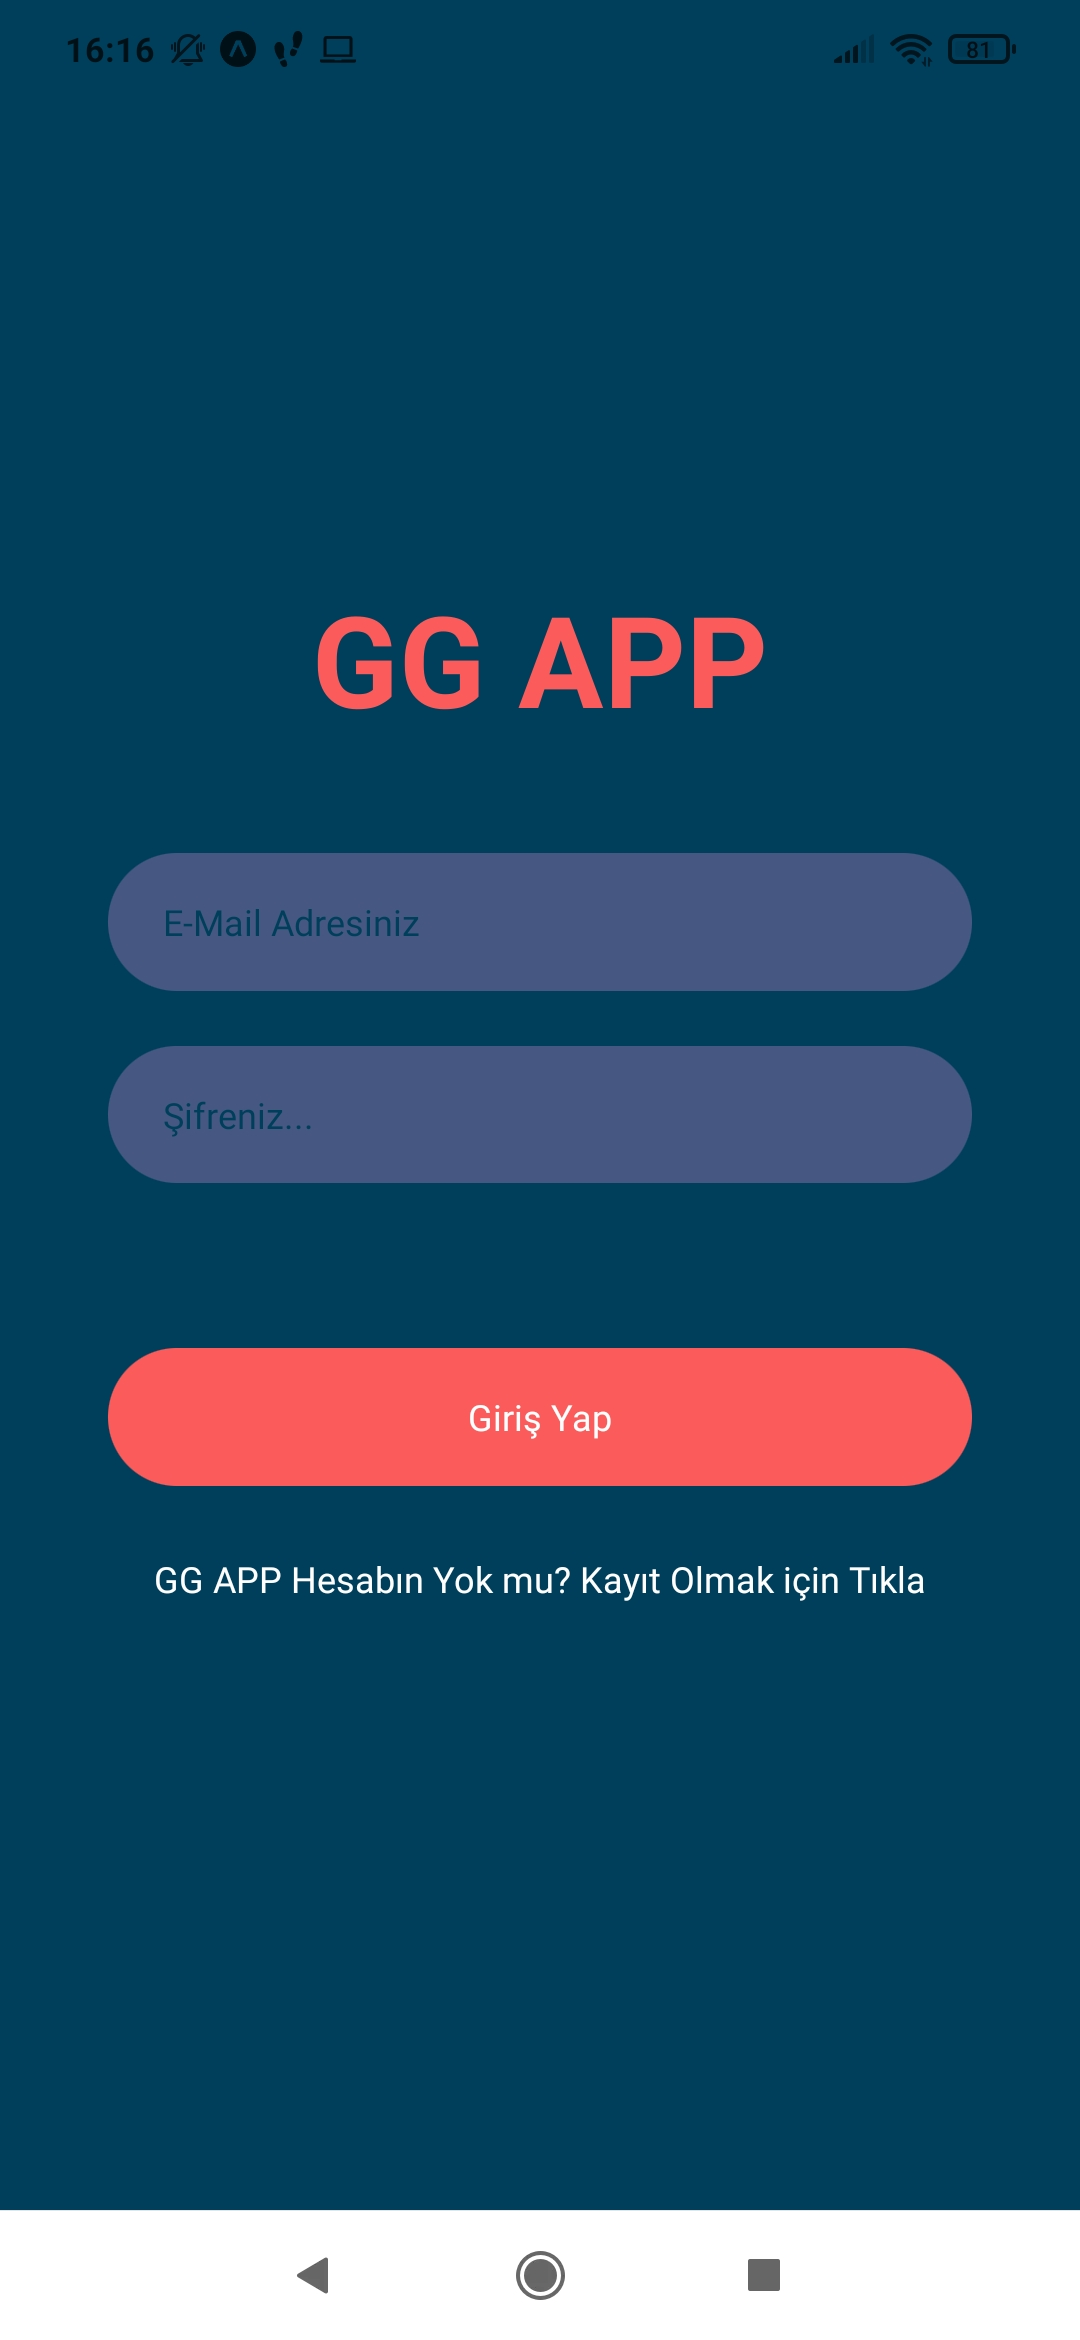 16:16
81
GG APP
E-Mail Adresiniz
Şifreniz...
Giriş Yap
GG APP Hesabın Yok mu? Kayıt Olmak için Tıkla